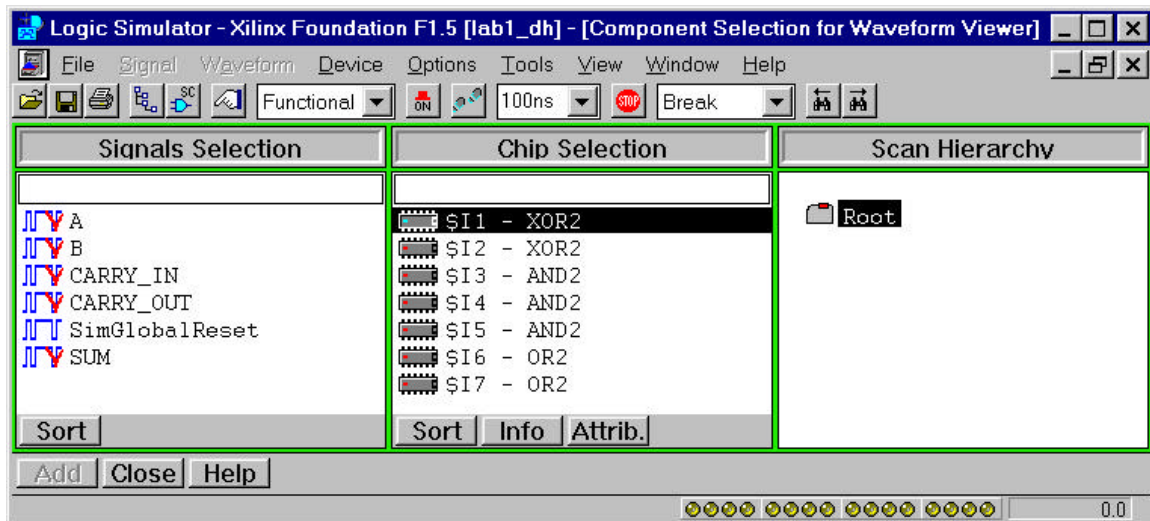 Logic Simulator - Xilinx Foundation F1.5 [lab1_dh] - [Component Selection for Waveform Viewer]
File Signal Waveform Device Options Tools View Window Help
SC Functional ON 100ns STOP Break
Signals Selection
A
B
CARRY_IN
CARRY_OUT
SimGlobalReset
SUM
Sort
Chip Selection
$I1 - XOR2
$I2 - XOR2
$I3 - AND2
$I4 - AND2
$I5 - AND2
$I6 - OR2
$I7 - OR2
Sort Info Attrib.
Scan Hierarchy
Root
Add Close Help
0.0